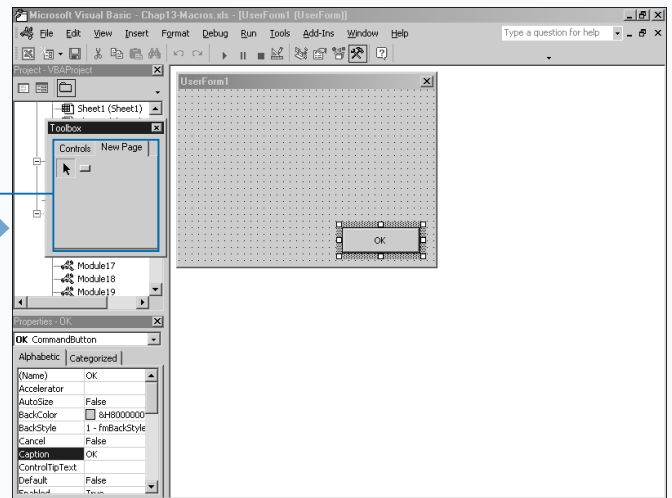 Microsoft Visual Basic - Chap13-Macros.xls - [UserForm1 (UserForm)]
File Edit View Insert Format Debug Run Tools Add-Ins Window Help
Type a question for help
Project - VBAProject
Sheet1 (Sheet1)
Toolbox
Controls New Page
Module17
Module18
Module19
UserForm1
OK
Properties - OK
OK CommandButton
Alphabetic Categorized
(Name) OK
Accelerator
AutoSize False
BackColor &H8000000
BackStyle 1 - fmBackStyle
Cancel False
Caption OK
ControlTipText
Default False
Enabled True